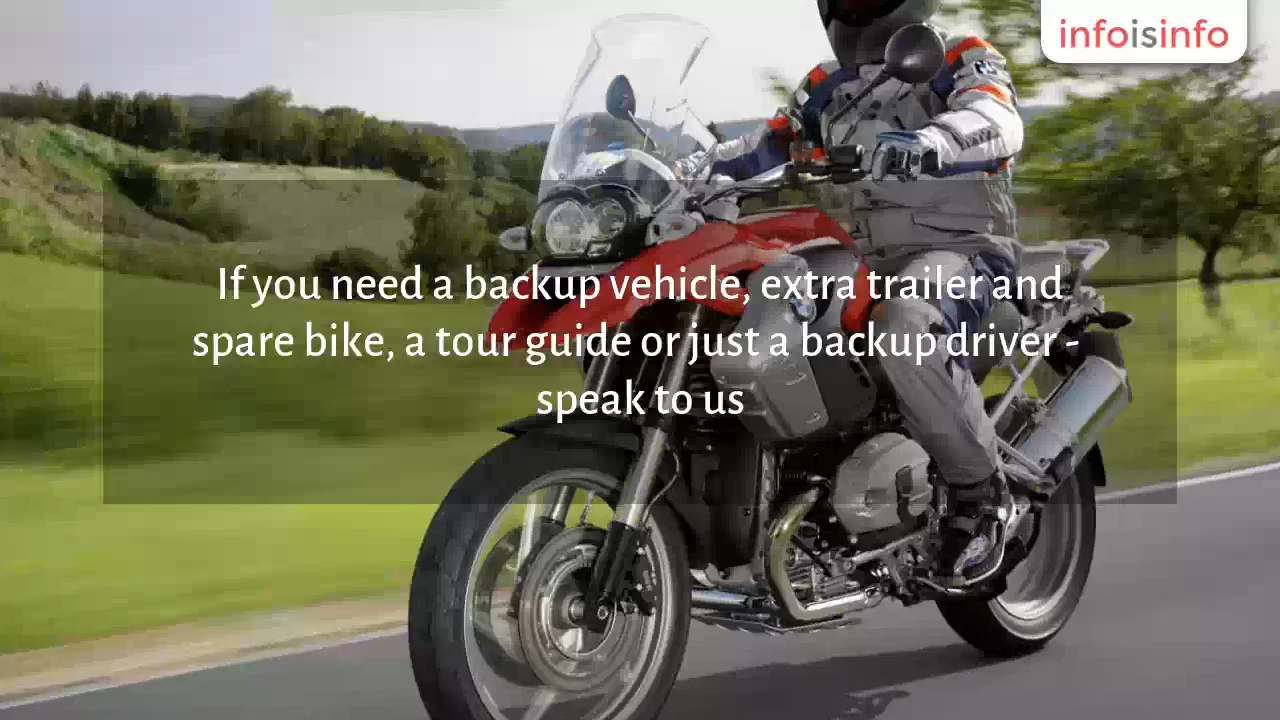 infoisinfo
If you need a backup vehicle, extra trailer and
spare bike, a tour guide or just a backup driver -
speak to us